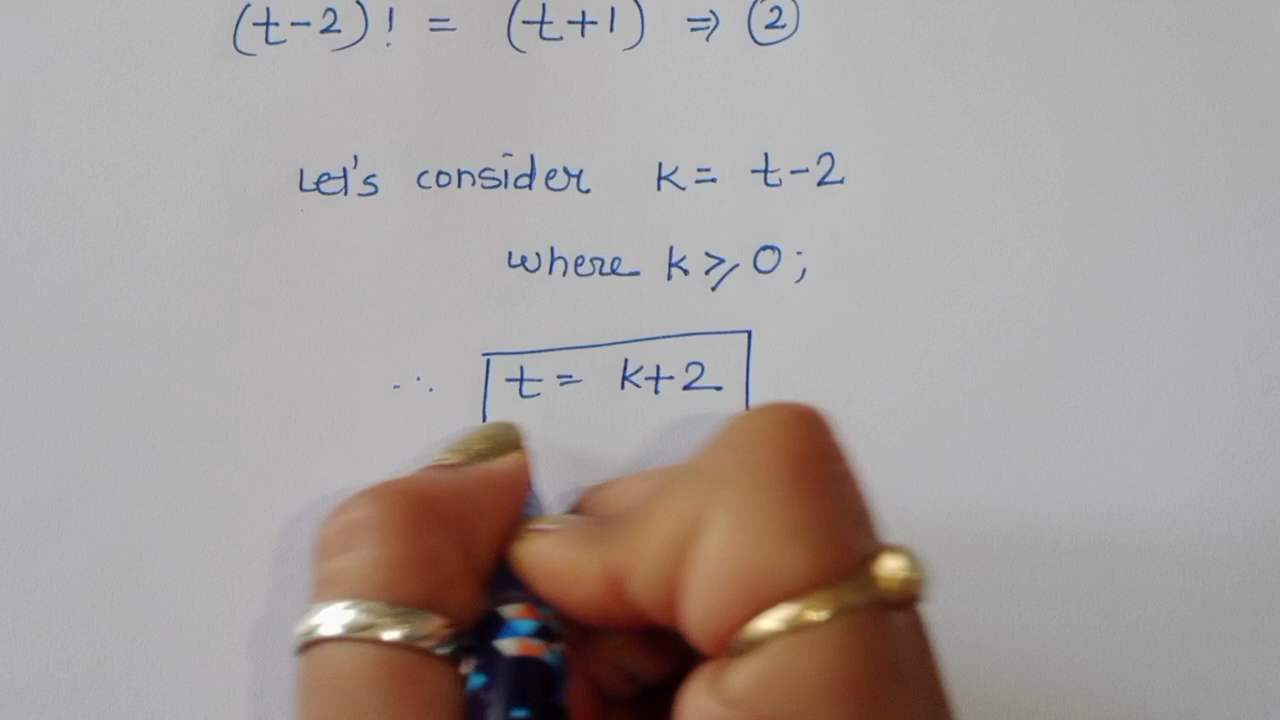 (t-2)! = (t+1) ⇒ ②
Let's consider k = t-2
where k ⩾ 0;
∴ t = k+2